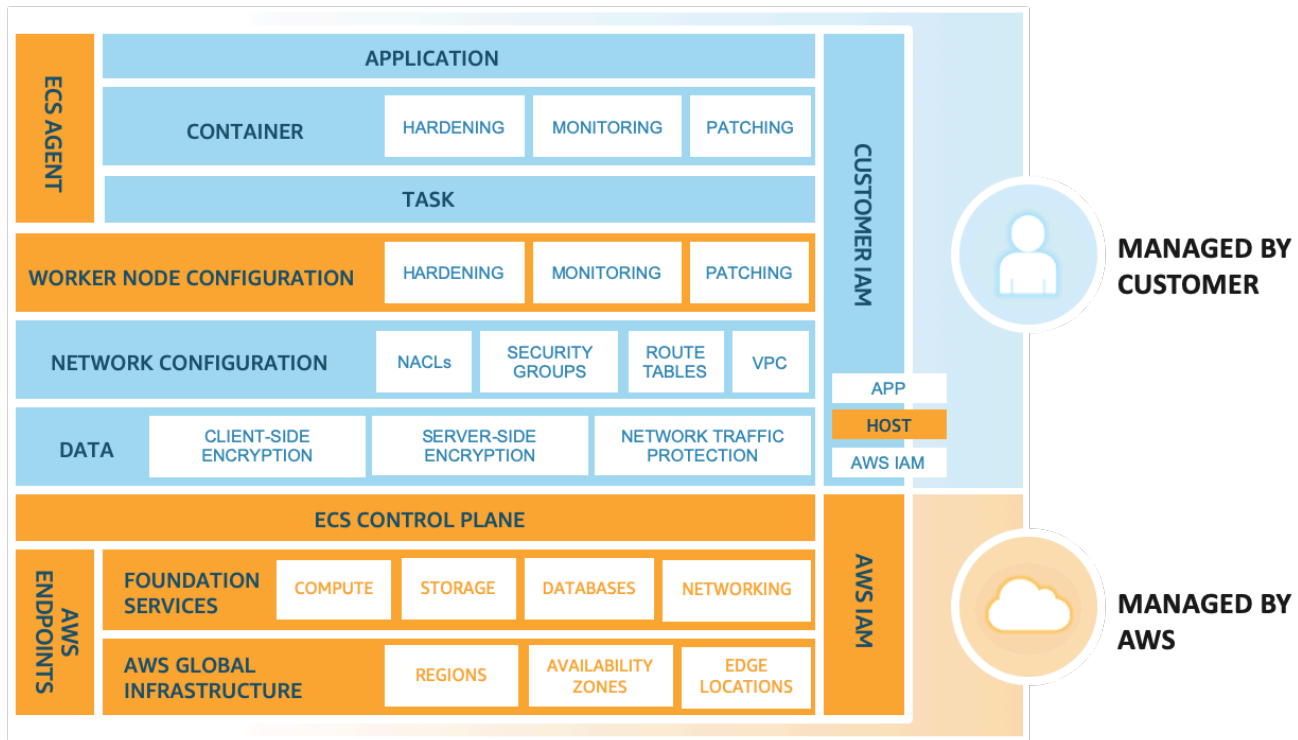 ECS AGENT
APPLICATION
CONTAINER
HARDENING
MONITORING
PATCHING
TASK
WORKER NODE CONFIGURATION
HARDENING
MONITORING
PATCHING
NETWORK CONFIGURATION
NACLs
SECURITY
GROUPS
ROUTE
TABLES
VPC
DATA
CLIENT-SIDE
ENCRYPTION
SERVER-SIDE
ENCRYPTION
NETWORK TRAFFIC
PROTECTION
CUSTOMER IAM
APP
HOST
AWS IAM
MANAGED BY
CUSTOMER
ECS CONTROL PLANE
AWS
ENDPOINTS
FOUNDATION
SERVICES
COMPUTE
STORAGE
DATABASES
NETWORKING
AWS GLOBAL
INFRASTRUCTURE
REGIONS
AVAILABILITY
ZONES
EDGE
LOCATIONS
AWS IAM
MANAGED BY
AWS